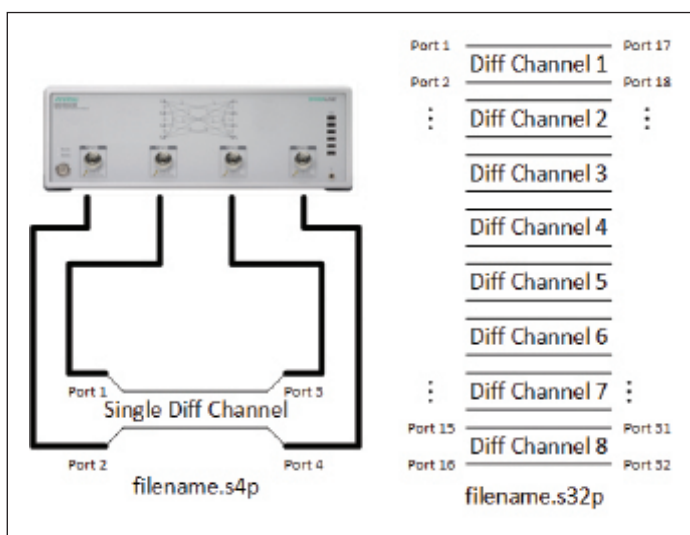 Port 1
Port 2
Single Diff Channel
Port 3
Port 4
filename.s4p
Port 1
Port 17
Diff Channel 1
Port 2
Port 18
Diff Channel 2
Diff Channel 3
Diff Channel 4
Diff Channel 5
Diff Channel 6
Diff Channel 7
Port 15
Port 31
Diff Channel 8
Port 16
Port 32
filename.s32p